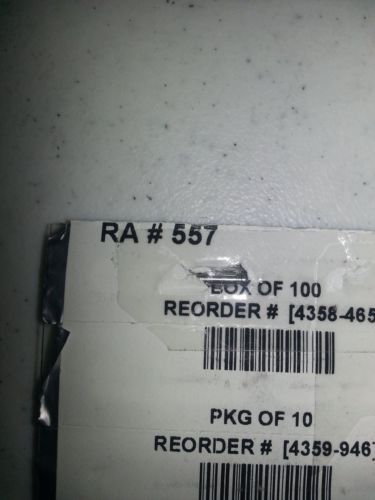 RA # 557
BOX OF 100
REORDER # [4358-465
PKG OF 10
REORDER # [4359-946]